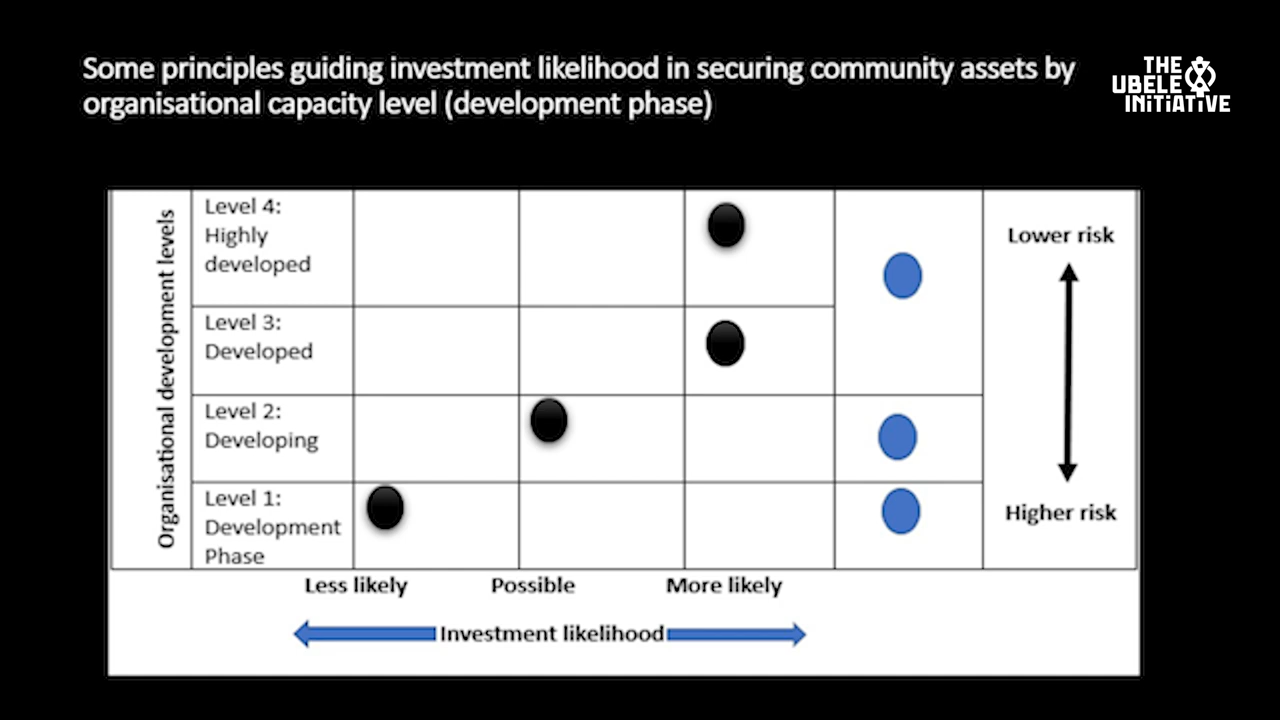 Some principles guiding investment likelihood in securing community assets by
organisational capacity level (development phase)
THE
UBELE
INITIATIVE
Organisational development levels
Level 4:
Highly
developed
Lower risk
Level 3:
Developed
Level 2:
Developing
Level 1:
Development
Phase
Higher risk
Less likely
Possible
More likely
Investment likelihood